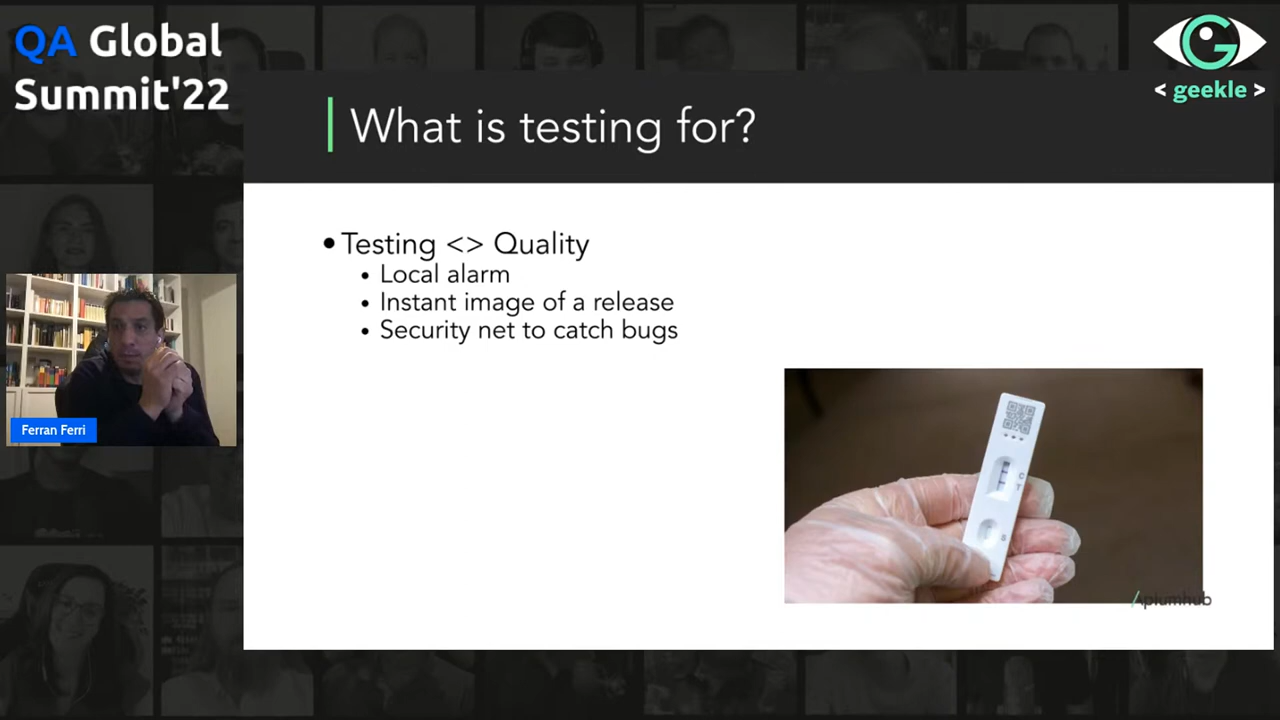 QA Global
Summit'22
< geekle >
What is testing for?
• Testing <> Quality
• Local alarm
• Instant image of a release
• Security net to catch bugs
Ferran Ferri
C
T
S
Apiumhub